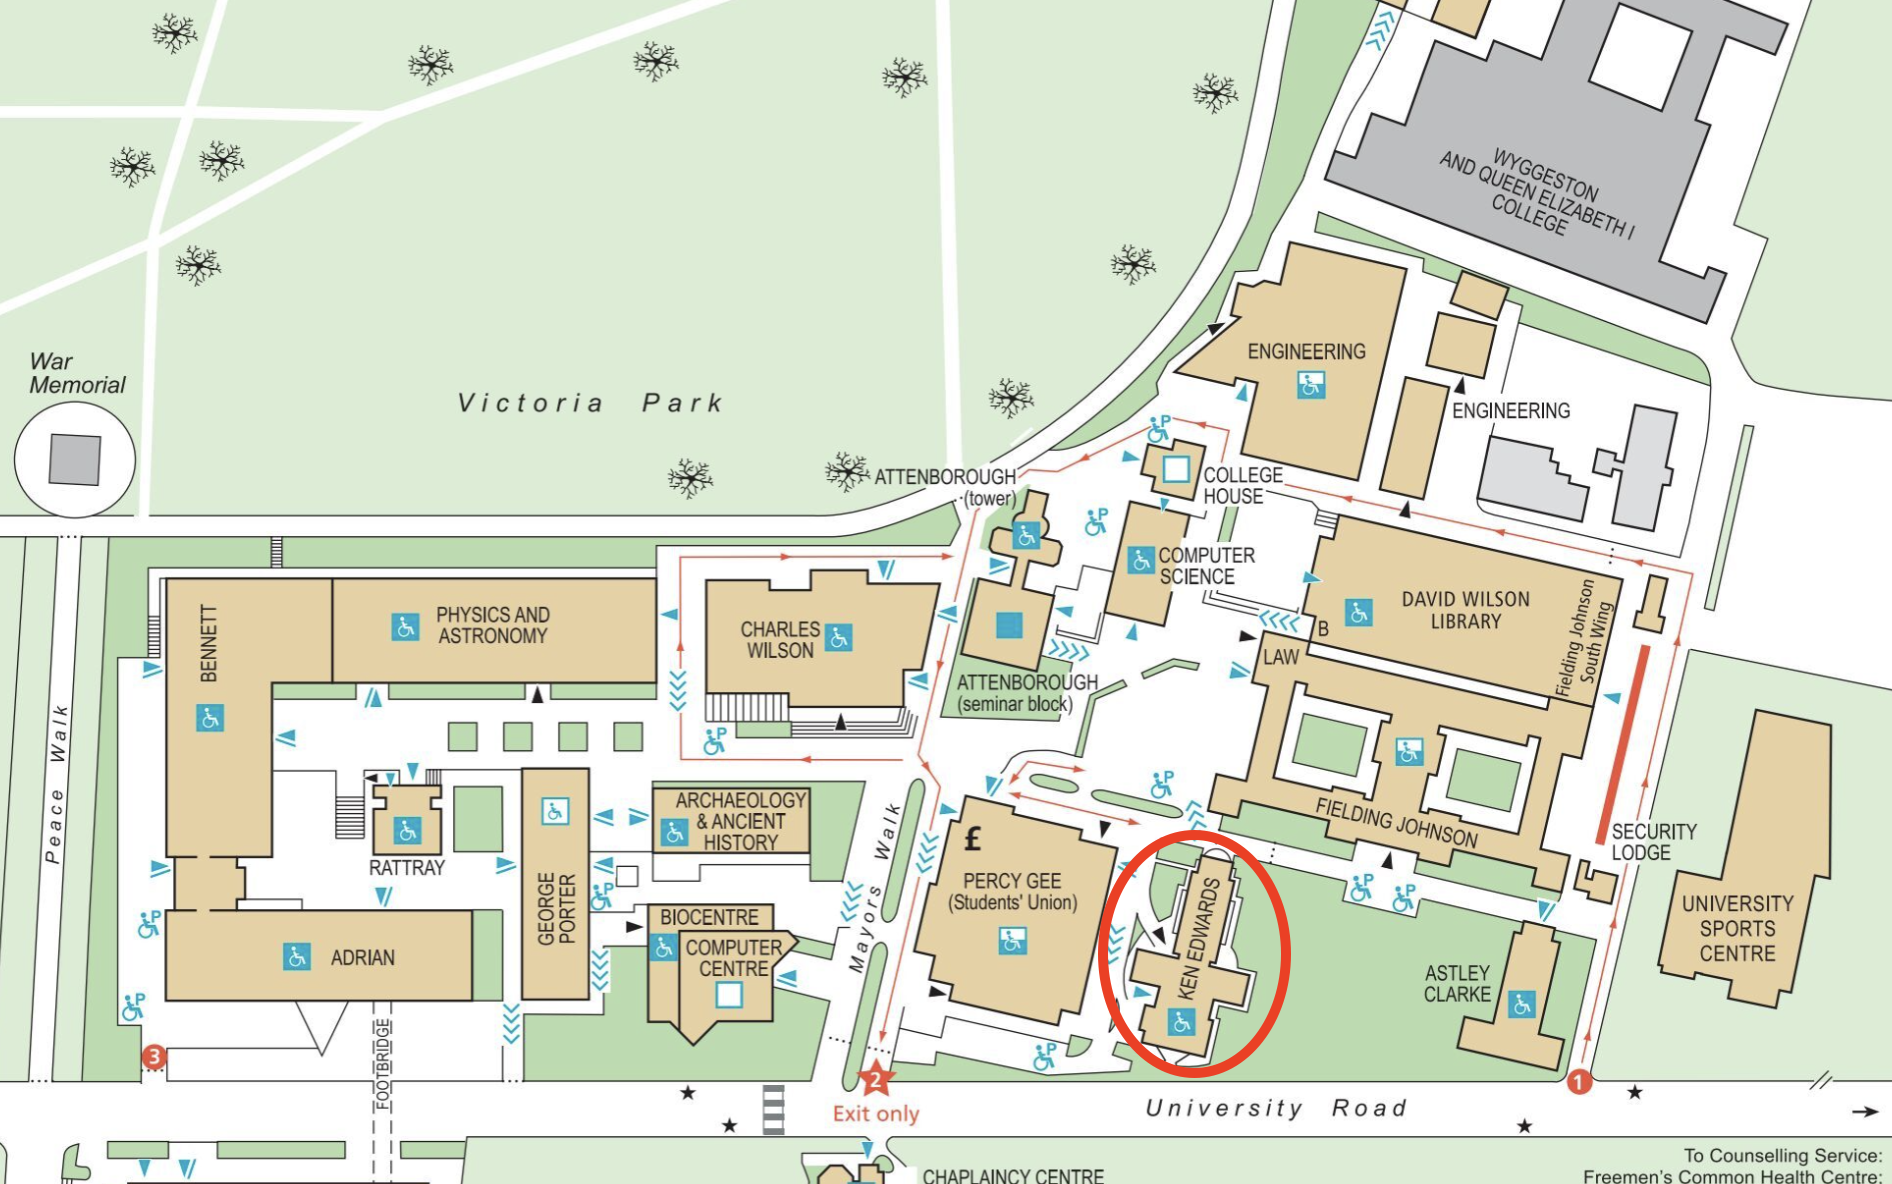 WYGGESTON
AND QUEEN ELIZABETH I
COLLEGE
War
Memorial
Victoria Park
ENGINEERING
ENGINEERING
P
ATTENBOROUGH
(tower)
COLLEGE
HOUSE
P
COMPUTER
SCIENCE
DAVID WILSON
LIBRARY
Fielding Johnson
South Wing
B
LAW
BENNETT
PHYSICS AND
ASTRONOMY
CHARLES
WILSON
ATTENBOROUGH
(seminar block)
P
P
Peace Walk
RATTRAY
GEORGE
PORTER
ARCHAEOLOGY
& ANCIENT
HISTORY
Mayors Walk
£
PERCY GEE
(Students' Union)
FIELDING JOHNSON
SECURITY
LODGE
P
P
P
P
KEN EDWARDS
UNIVERSITY
SPORTS
CENTRE
ADRIAN
BIOCENTRE
COMPUTER
CENTRE
ASTLEY
CLARKE
P
P
3
FOOTBRIDGE
2
Exit only
1
University Road
To Counselling Service:
Freemen's Common Health Centre:
CHAPLAINCY CENTRE